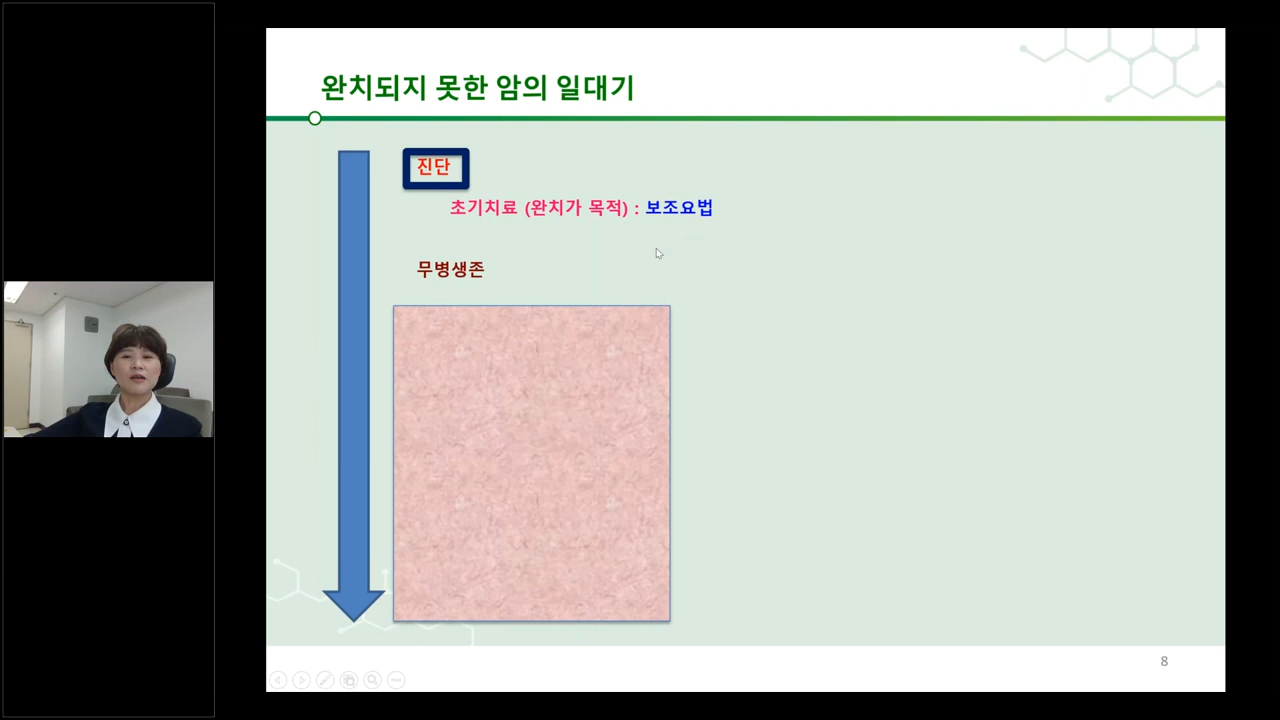 완치되지 못한 암의 일대기
진단
초기치료 (완치가 목적) : 보조요법
무병생존
8